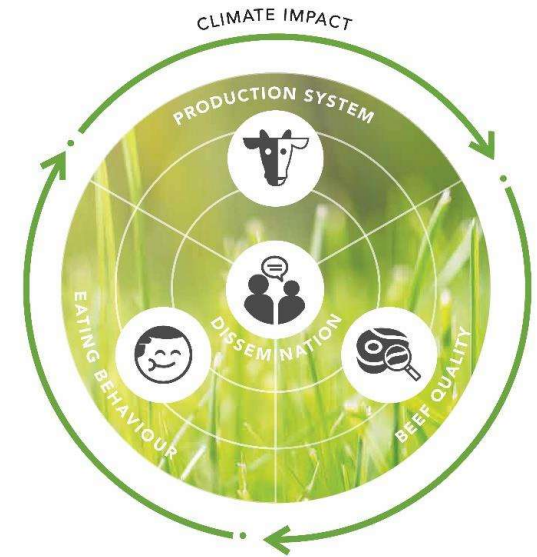 CLIMATE IMPACT
PRODUCTION SYSTEM
DISSEMINATION
EATING BEHAVIOUR
BEEF QUALITY